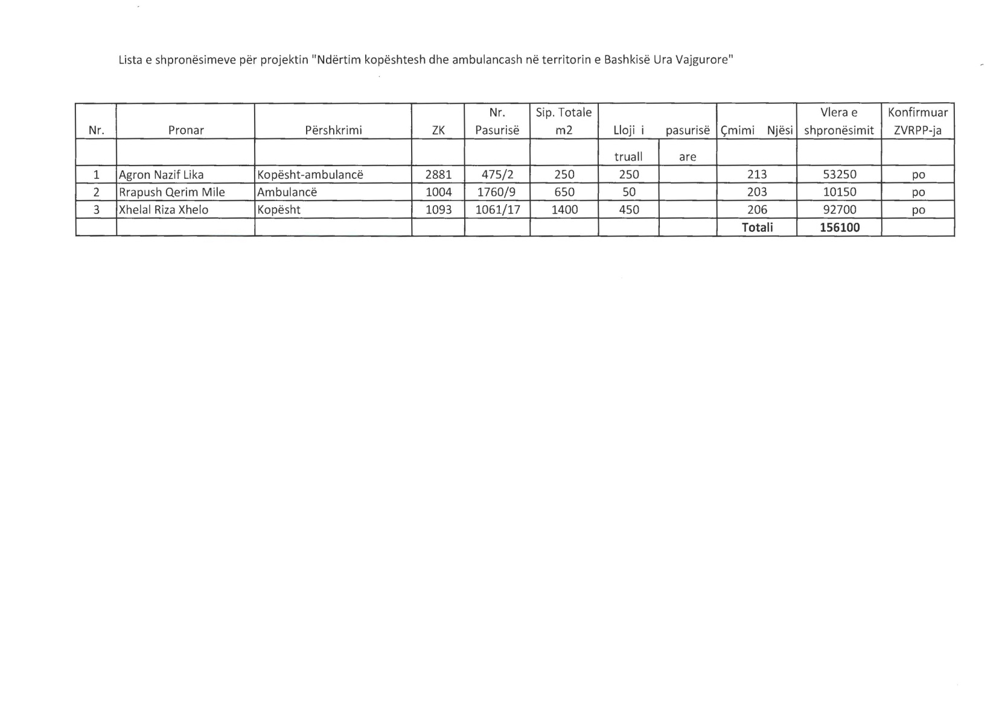 Lista e shpronësimeve për projektin "Ndërtim kopështesh dhe ambulancash në territorin e Bashkisë Ura Vajgurore"
Nr. Pronar Përshkrimi ZK Nr. Pasurisë Sip. Totale m2 Lloji i pasurisë Çmimi Njësi Vlera e shpronësimit Konfirmuar ZVRPP-ja
truall are
1 Agron Nazif Lika Kopësht-ambulancë 2881 475/2 250 250 213 53250 po
2 Rrapush Qerim Mile Ambulancë 1004 1760/9 650 50 203 10150 po
3 Xhelal Riza Xhelo Kopësht 1093 1061/17 1400 450 206 92700 po
Totali 156100